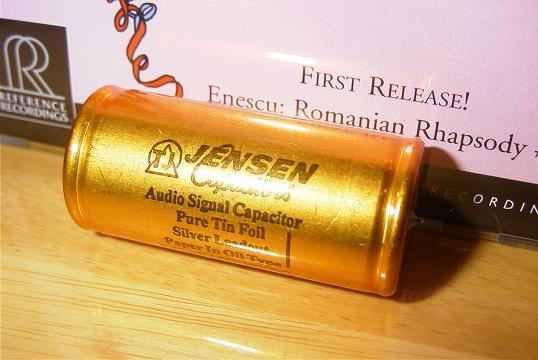 REFERENCE
RECORDINGS
FIRST RELEASE!
Enescu: Romanian Rhapsody
RECORDIN
JENSEN
Capacitors
Audio Signal Capacitor
Pure Tin Foil
Silver Leadout
Paper In Oil Type